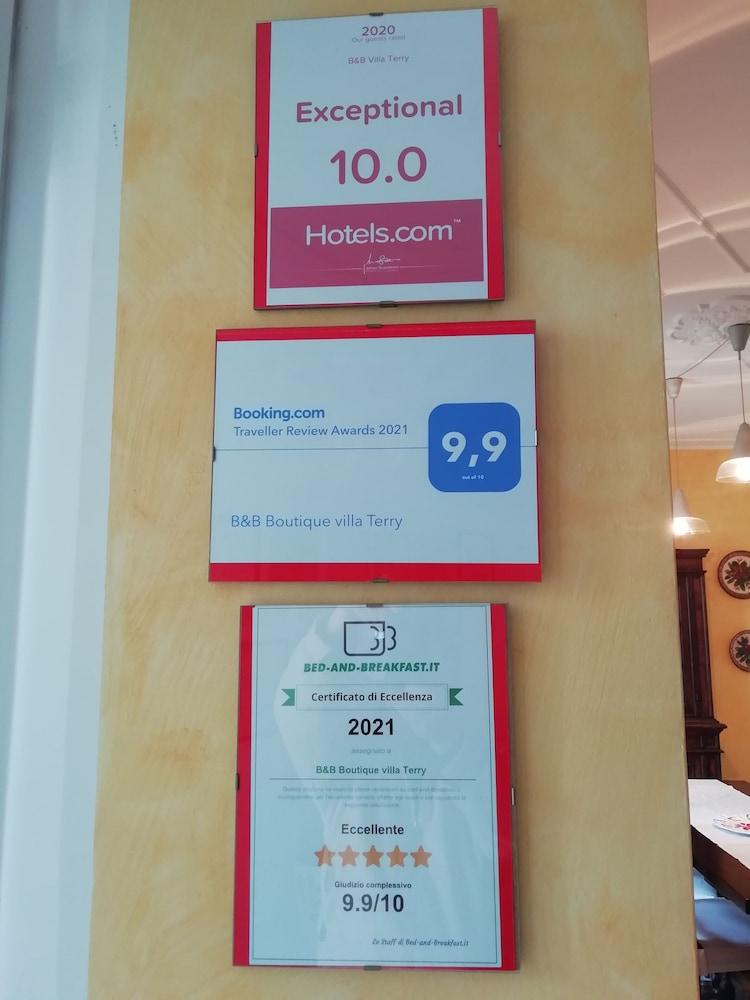 2020
Our guests rated
B&B Villa Terry
Exceptional
10.0
Hotels.com™
Booking.com
Traveller Review Awards 2021
9,9
out of 10
B&B Boutique villa Terry
BB
BED-AND-BREAKFAST.IT
Certificato di Eccellenza
2021
assegnato a
B&B Boutique villa Terry
Eccellente
Giudizio complessivo
9.9/10
Lo Staff di Bed-and-Breakfast.it